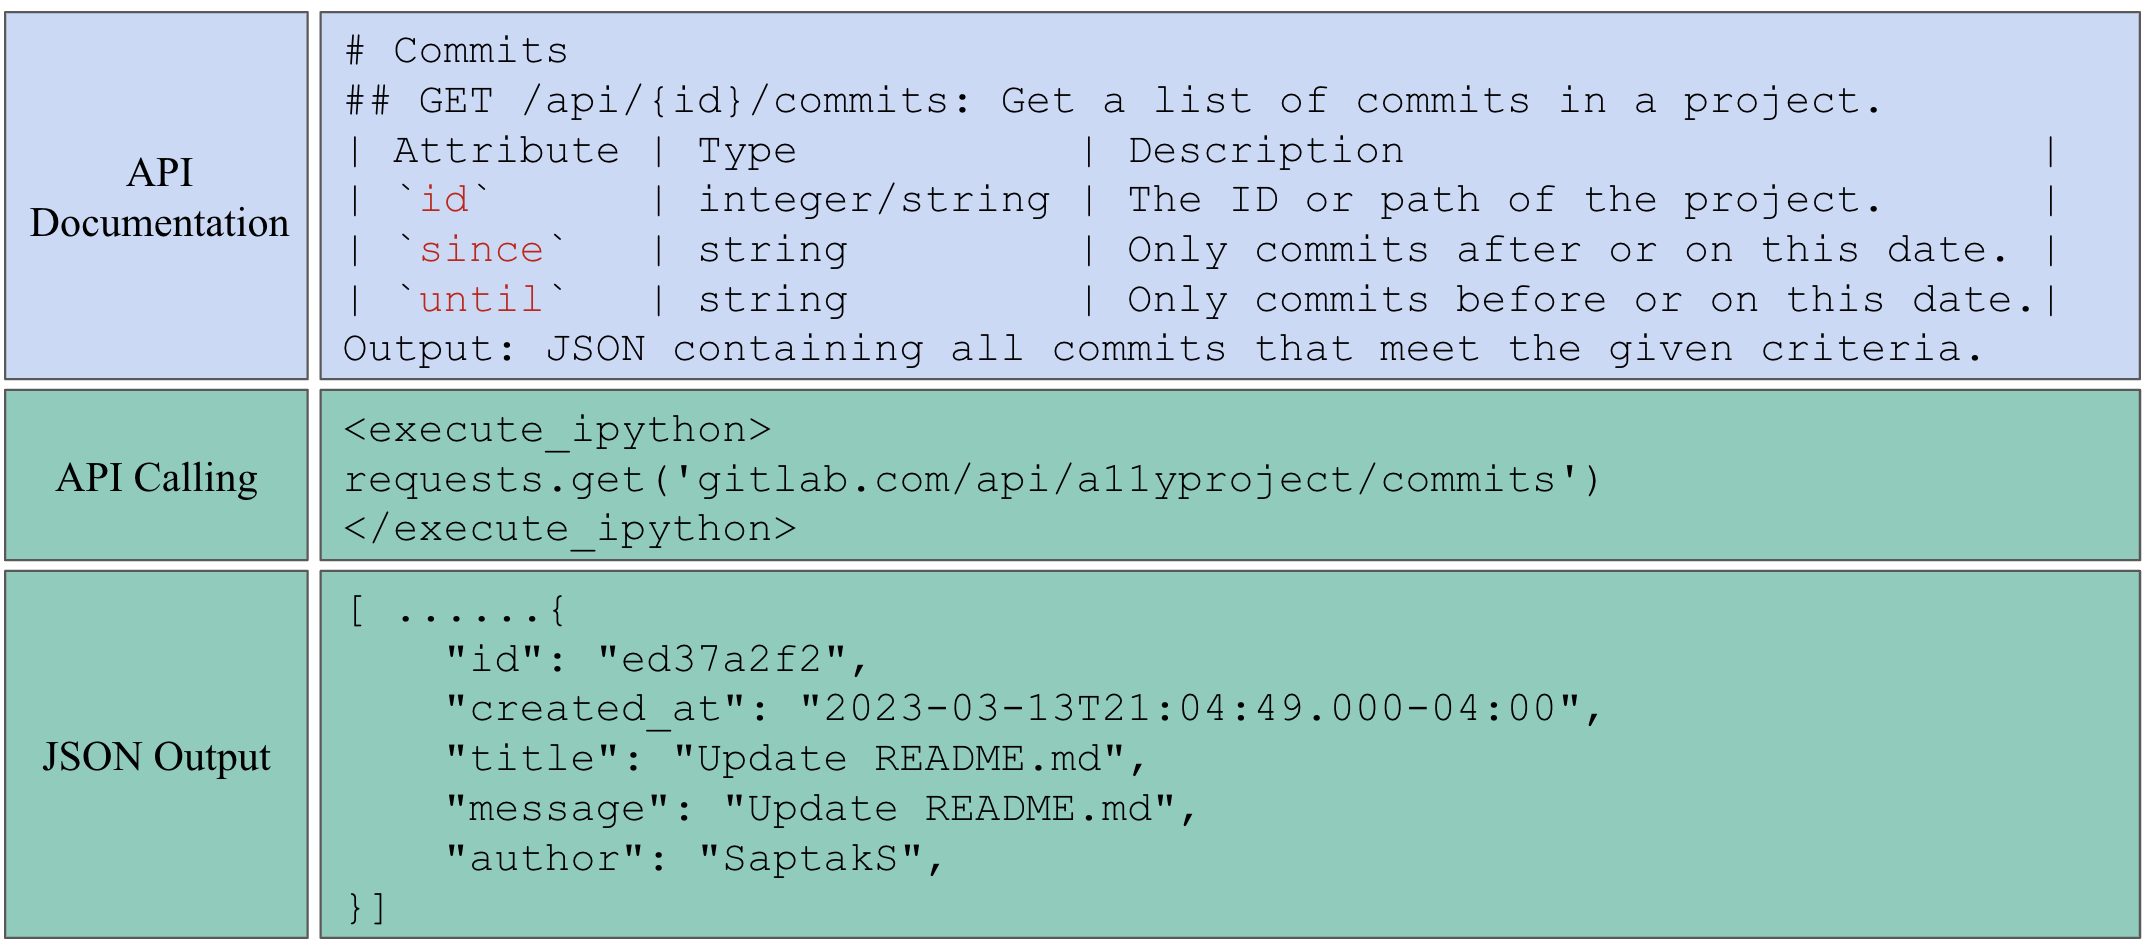 API
Documentation
# Commits
## GET /api/{id}/commits: Get a list of commits in a project.
| Attribute | Type | Description |
| `id` | integer/string | The ID or path of the project. |
| `since` | string | Only commits after or on this date. |
| `until` | string | Only commits before or on this date.|
Output: JSON containing all commits that meet the given criteria.
API Calling
<execute_ipython>
requests.get('gitlab.com/api/a11yproject/commits')
</execute_ipython>
JSON Output
[ ......{
"id": "ed37a2f2",
"created_at": "2023-03-13T21:04:49.000-04:00",
"title": "Update README.md",
"message": "Update README.md",
"author": "SaptakS",
}]